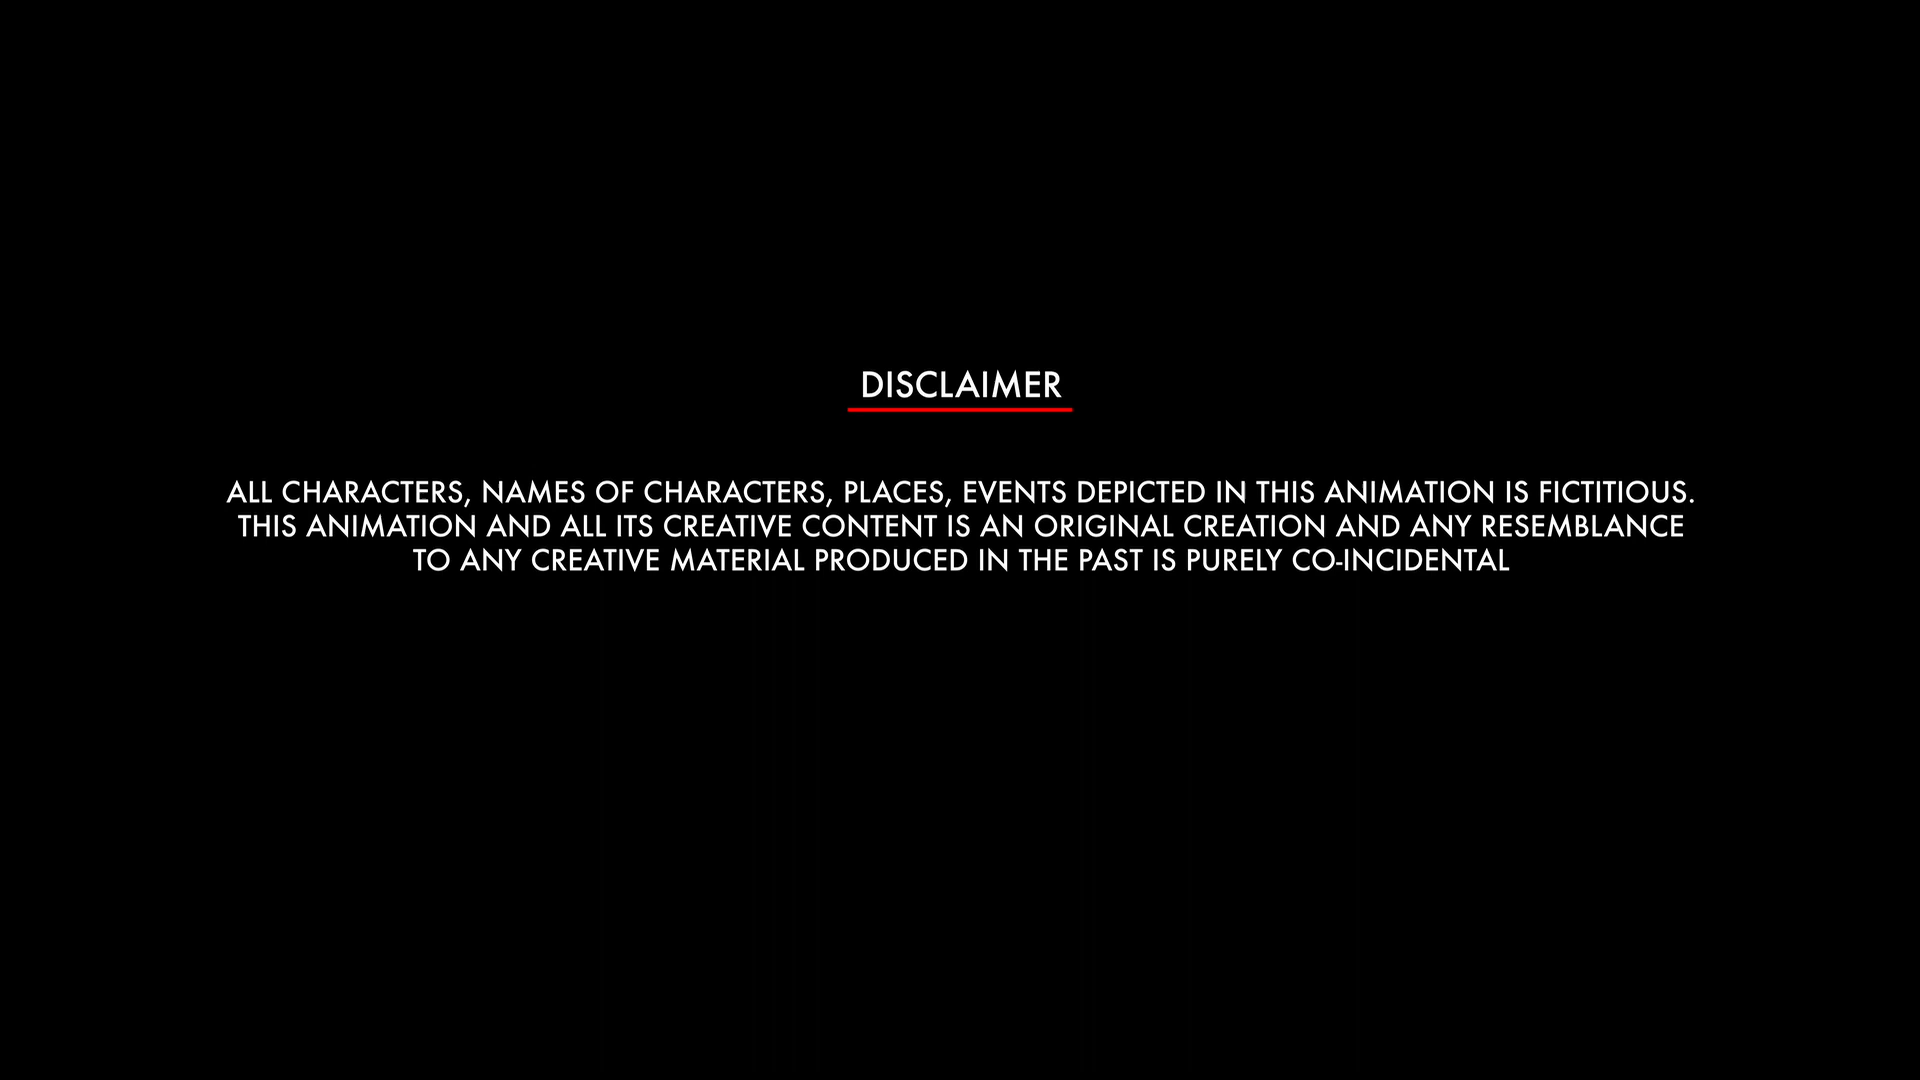 DISCLAIMER
ALL CHARACTERS, NAMES OF CHARACTERS, PLACES, EVENTS DEPICTED IN THIS ANIMATION IS FICTITIOUS.
THIS ANIMATION AND ALL ITS CREATIVE CONTENT IS AN ORIGINAL CREATION AND ANY RESEMBLANCE
TO ANY CREATIVE MATERIAL PRODUCED IN THE PAST IS PURELY CO-INCIDENTAL